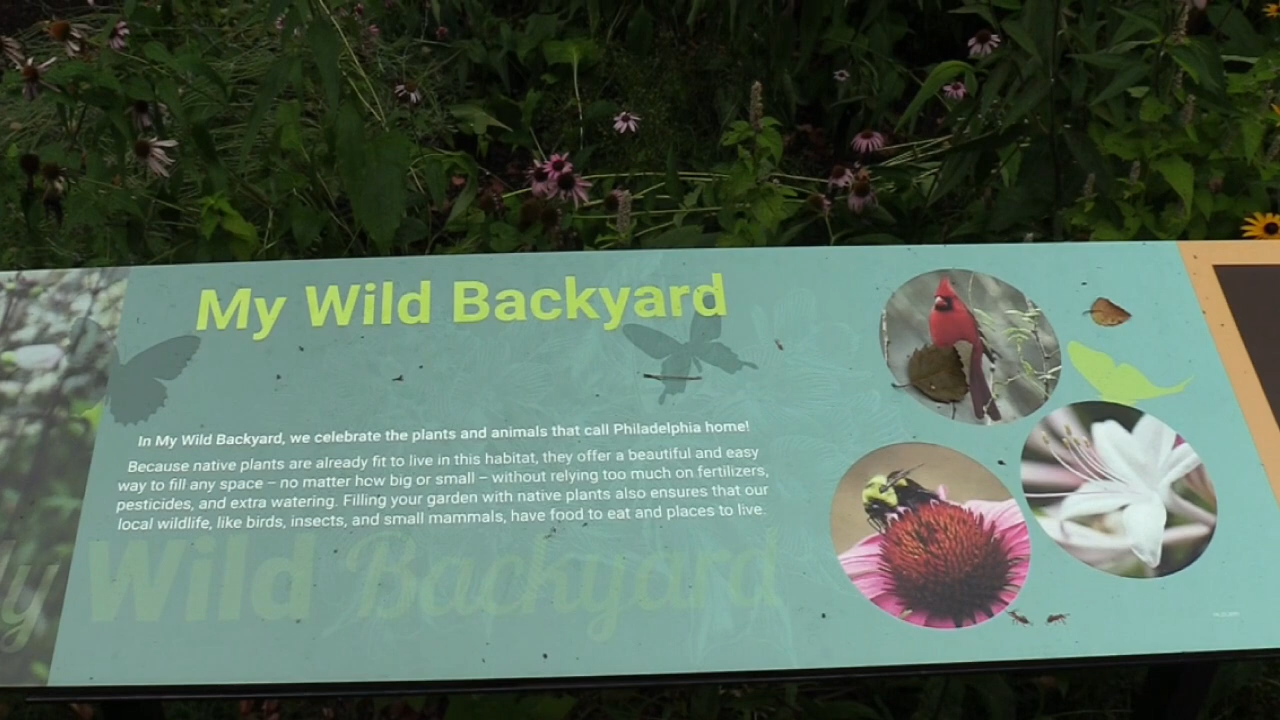 My Wild Backyard
In My Wild Backyard, we celebrate the plants and animals that call Philadelphia home!
Because native plants are already fit to live in this habitat, they offer a beautiful and easy
way to fill any space – no matter how big or small – without relying too much on fertilizers,
pesticides, and extra watering. Filling your garden with native plants also ensures that our
local wildlife, like birds, insects, and small mammals, have food to eat and places to live.
ly Wild Backyard